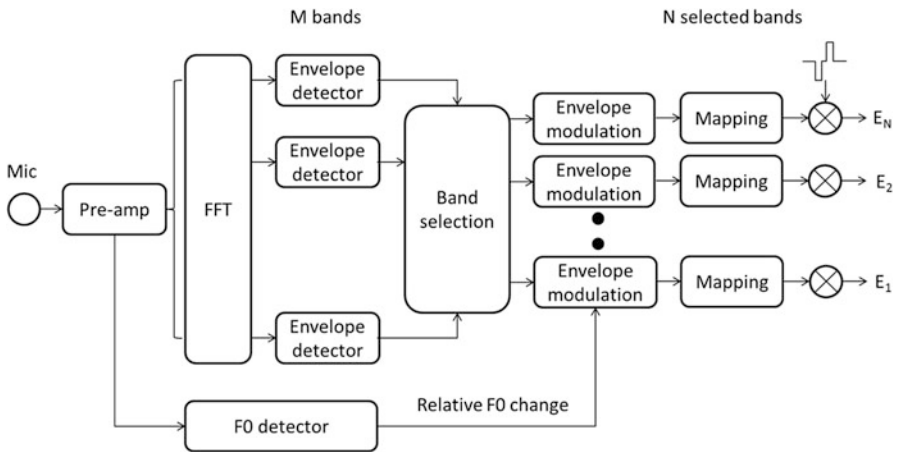 M bands
N selected bands
Envelope
detector
Envelope
detector
Envelope
detector
Mic
Pre-amp
FFT
Band
selection
Envelope
modulation
Mapping
E_N
Envelope
modulation
Mapping
E_2
Envelope
modulation
Mapping
E_1
F0 detector
Relative F0 change